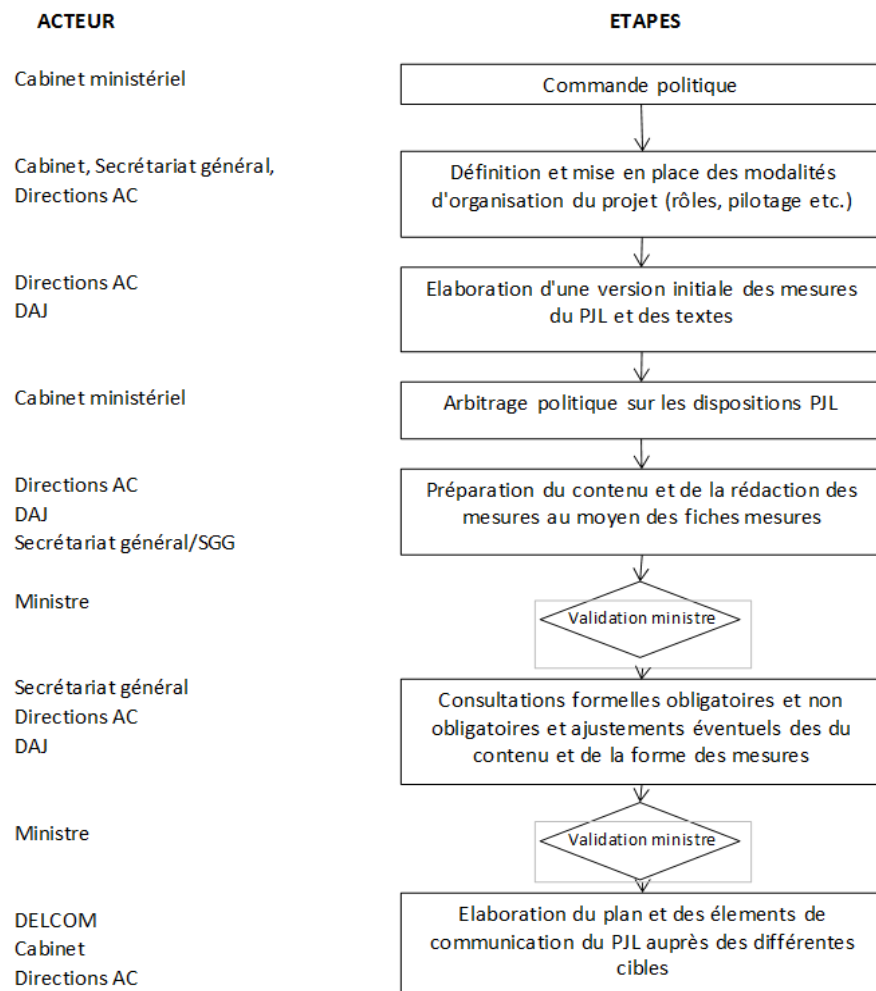 ACTEUR ETAPES
Cabinet ministériel
Commande politique
Cabinet, Secrétariat général,
Directions AC
Définition et mise en place des modalités
d'organisation du projet (rôles, pilotage etc.)
Directions AC
DAJ
Elaboration d'une version initiale des mesures
du PJL et des textes
Cabinet ministériel
Arbitrage politique sur les dispositions PJL
Directions AC
DAJ
Secrétariat général/SGG
Préparation du contenu et de la rédaction des
mesures au moyen des fiches mesures
Ministre
Validation ministre
Secrétariat général
Directions AC
DAJ
Consultations formelles obligatoires et non
obligatoires et ajustements éventuels des du
contenu et de la forme des mesures
Ministre
Validation ministre
DELCOM
Cabinet
Directions AC
Elaboration du plan et des élements de
communication du PJL auprès des différentes
cibles